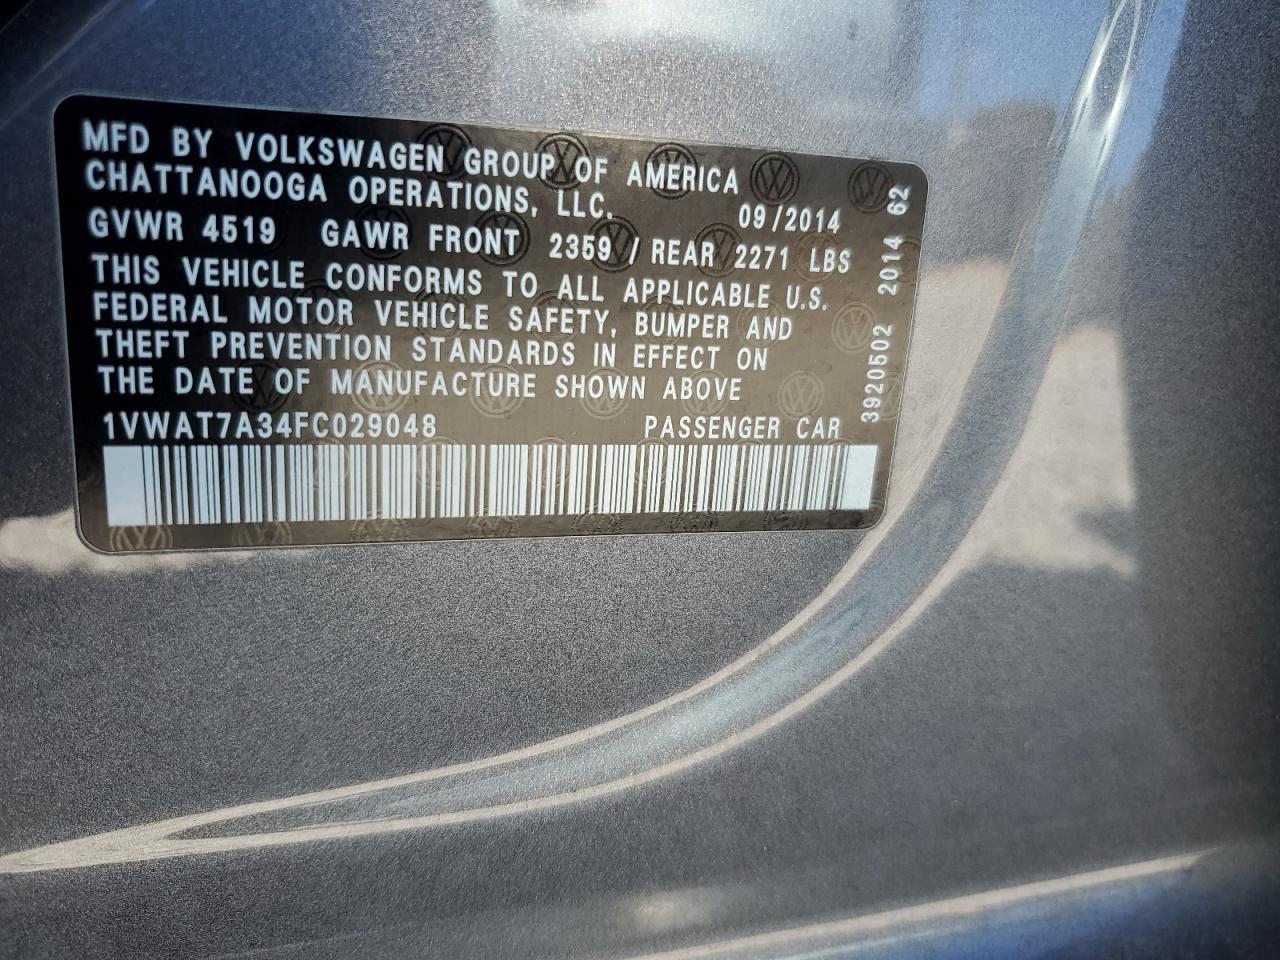 MFD BY VOLKSWAGEN GROUP OF AMERICA
CHATTANOOGA OPERATIONS, LLC.
09/2014
GVWR 4519 GAWR FRONT 2359 / REAR 2271 LBS
THIS VEHICLE CONFORMS TO ALL APPLICABLE U.S.
FEDERAL MOTOR VEHICLE SAFETY, BUMPER AND
THEFT PREVENTION STANDARDS IN EFFECT ON
THE DATE OF MANUFACTURE SHOWN ABOVE
1VWAT7A34FC029048 PASSENGER CAR
3920502 2014 62